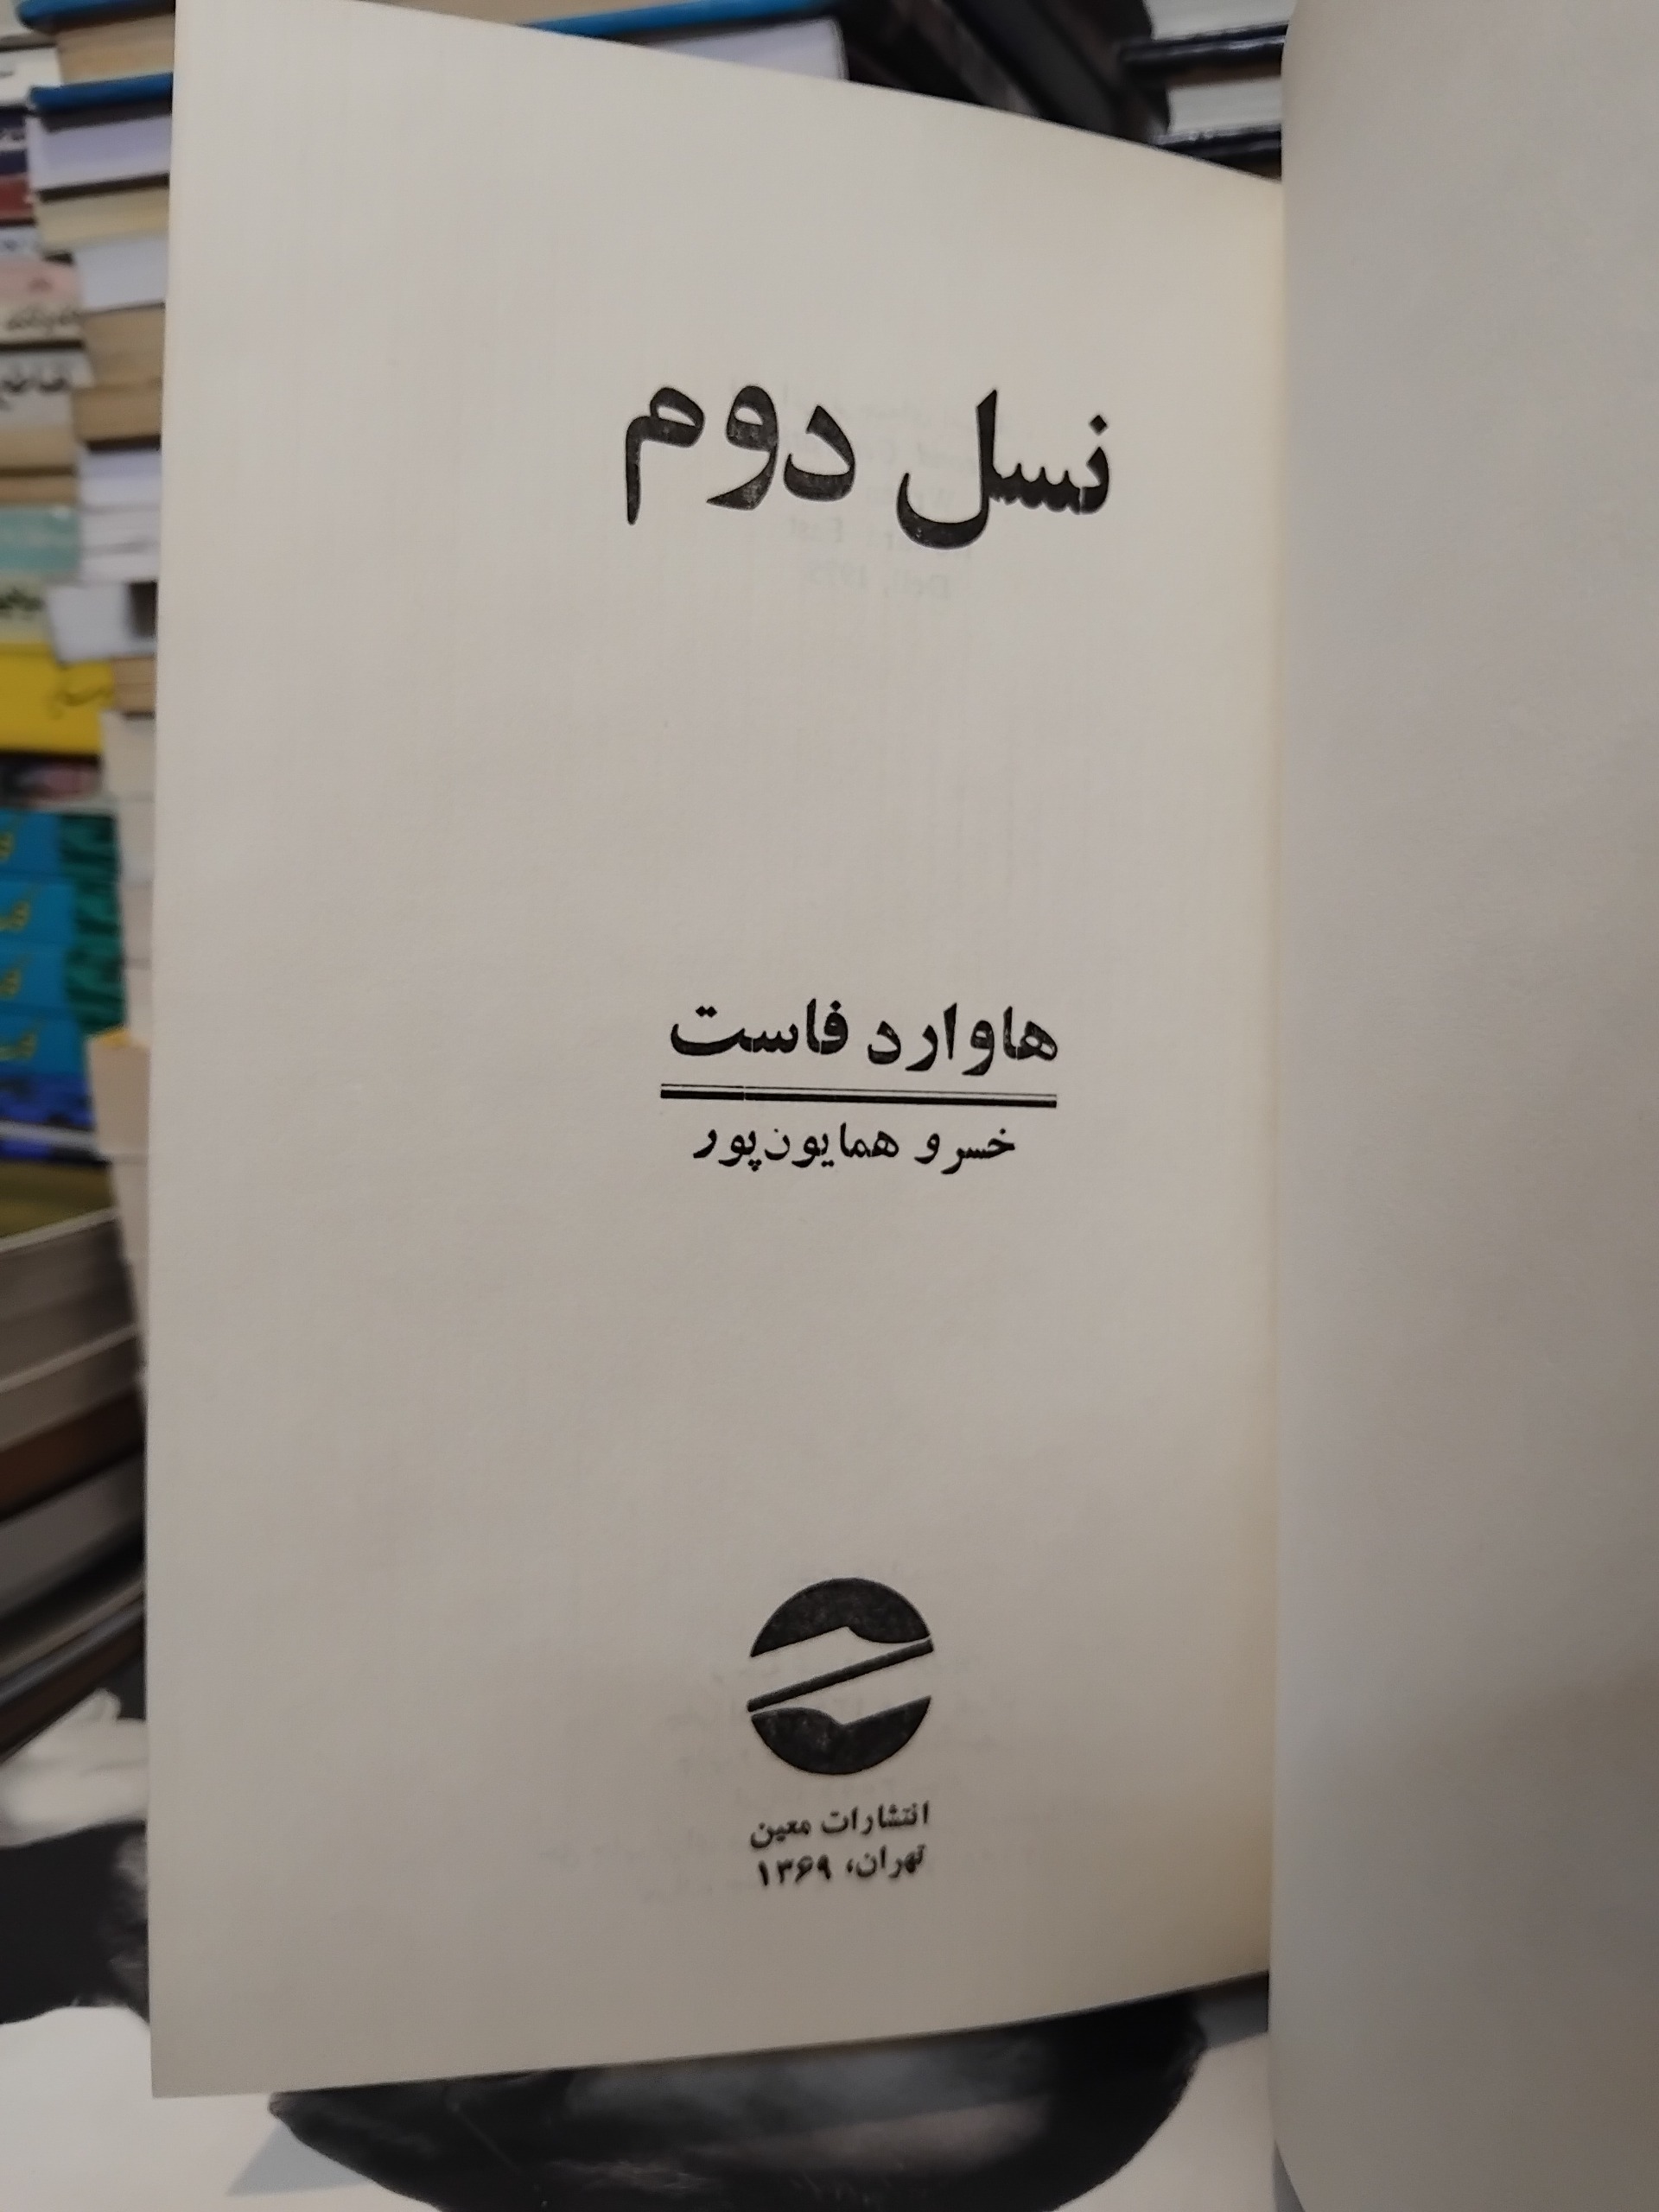 نسل دوم
هاوارد فاست
خسرو همایون‌پور
انتشارات معین
تهران، ۱۳۶۹